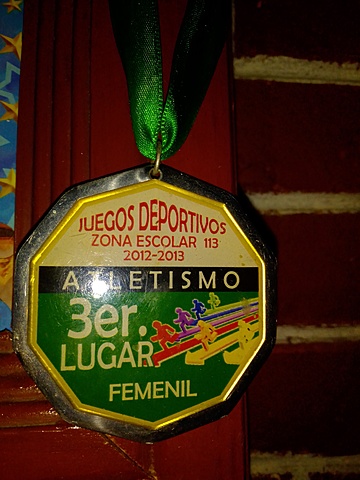 JUEGOS DEPORTIVOS
ZONA ESCOLAR 113
2012-2013
ATLETISMO
3er.
LUGAR
FEMENIL